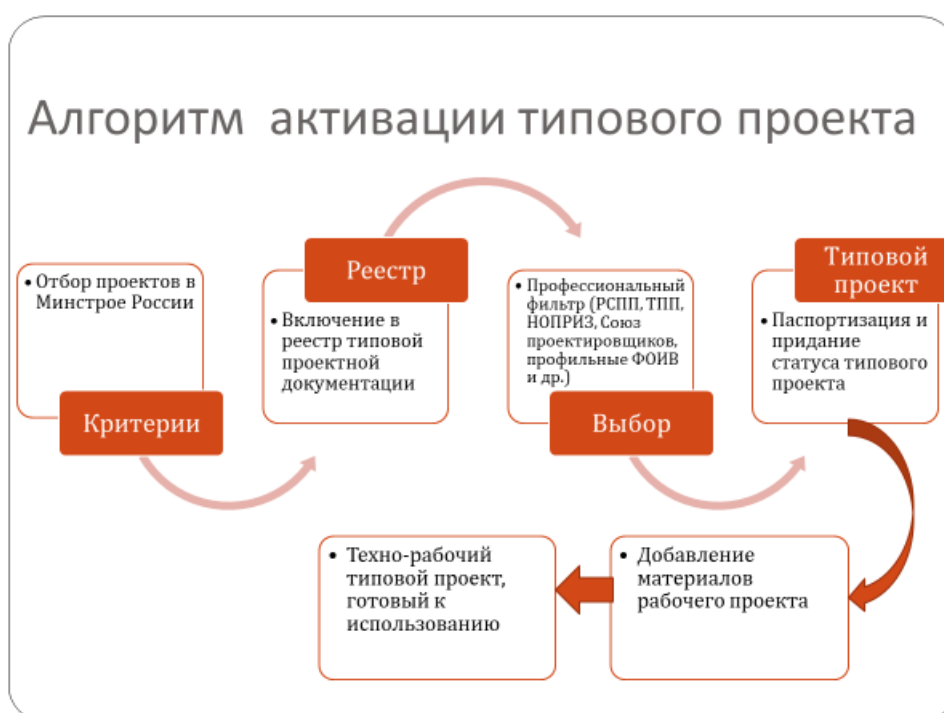 Алгоритм активации типового проекта
• Отбор проектов в
Минстрое России
Критерии
Реестр
• Включение в
реестр типовой
проектной
документации
• Профессиональный
фильтр (РСПП, ТПП,
НОПРИЗ, Союз
проектировщиков,
профильные ФОИВ
и др.)
Выбор
Типовой
проект
• Паспортизация и
придание
статуса типового
проекта
• Добавление
материалов
рабочего проекта
• Техно-рабочий
типовой проект,
готовый к
использованию